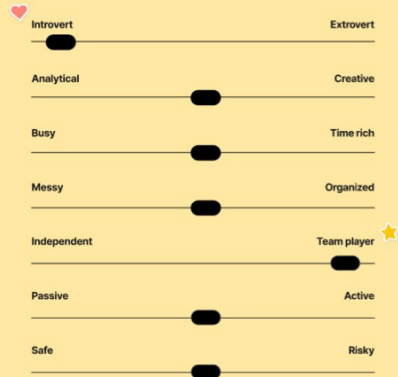 Introvert Extrovert
Analytical Creative
Busy Time rich
Messy Organized
Independent Team player
Passive Active
Safe Risky